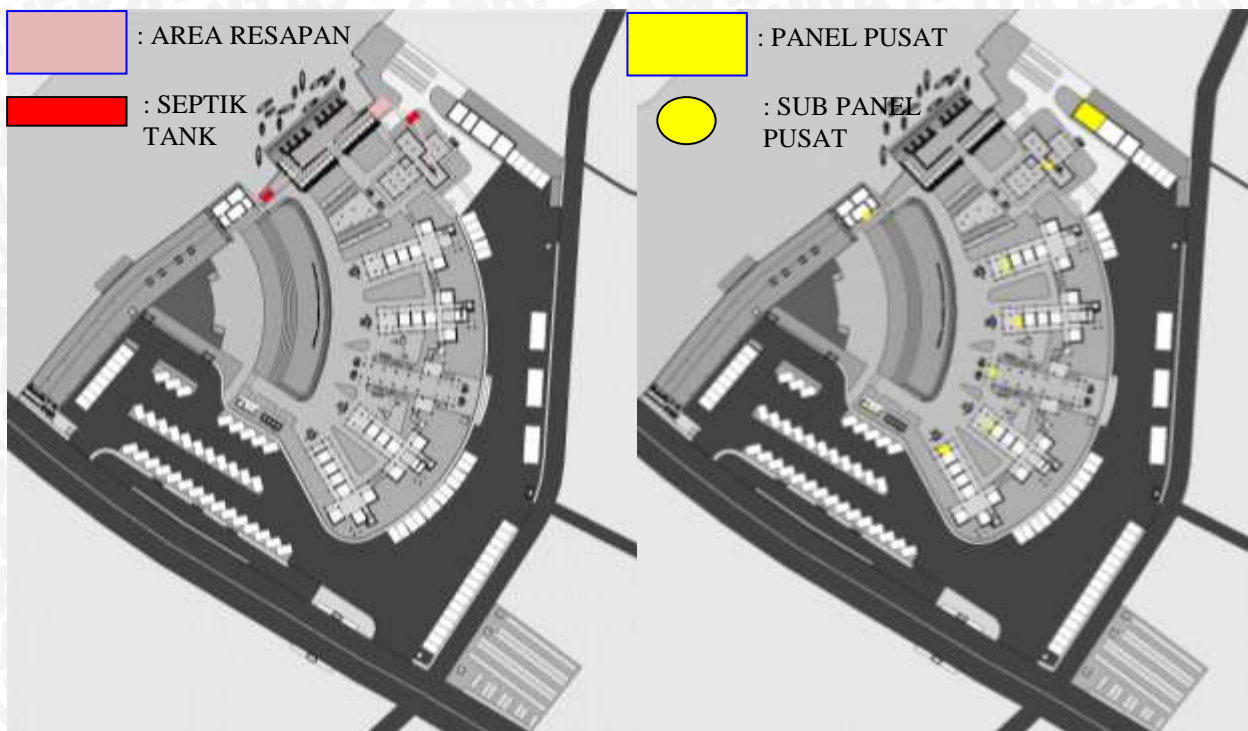 : AREA RESAPAN
: SEPTIK
TANK
: PANEL PUSAT
: SUB PANEL
PUSAT